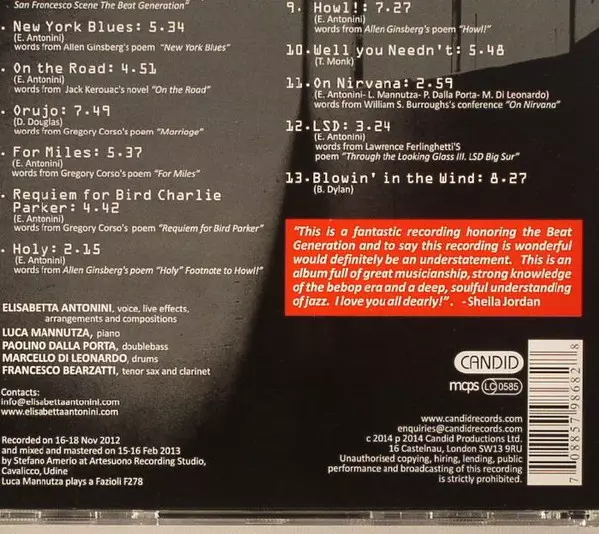 San Francesco Scene The Beat Generation"
New York Blues: 5.34
(E. Antonini)
words from Allen Ginsberg's poem "New York Blues"
On the Road: 4.51
(E. Antonini)
words from Jack Kerouac's novel "On the Road"
Orujo: 7.49
(D. Douglas)
words from Gregory Corso's poem "Marriage"
For Miles: 5.37
(E. Antonini)
words from Gregory Corso's poem "For Miles"
Requiem for Bird Charlie
Parker: 4.42
(E. Antonini)
words from Gregory Corso's poem "Requiem for Bird Parker"
Holy: 2.15
(E. Antonini)
words from Allen Ginsberg's poem "Holy" Footnote to Howl!"
ELISABETTA ANTONINI, voice, live effects,
arrangements and compositions
LUCA MANNUTZA, piano
PAOLINO DALLA PORTA, doublebass
MARCELLO DI LEONARDO, drums
FRANCESCO BEARZATTI, tenor sax and clarinet
Contacts:
info@elisabettaantonini.com
www.elisabettaantonini.com
Recorded on 16-18 Nov 2012
and mixed and mastered on 15-16 Feb 2013
by Stefano Amerio at Artesuono Recording Studio,
Cavalicco, Udine
Luca Mannutza plays a Fazioli F278
9. Howl!: 7.27
(E. Antonini)
words from Allen Ginsberg's poem "Howl!"
10. Well you Needn't: 5.48
(T. Monk)
11. On Nirvana: 2.59
(E. Antonini- L. Mannutza- P. Dalla Porta- M. Di Leonardo)
words from William S. Burroughs's conference "On Nirvana"
12. LSD: 3.24
(E. Antonini)
words from Lawrence Ferlinghetti'S
poem "Through the Looking Glass III. LSD Big Sur"
13. Blowin' in the Wind: 8.27
(B. Dylan)
"This is a fantastic recording honoring the Beat
Generation and to say this recording is wonderful
would definitely be an understatement. This is an
album full of great musicianship, strong knowledge
of the bebop era and a deep, soulful understanding
of jazz. I love you all dearly!". -Sheila Jordan
CANDID
mcps LC 0585
www.candidrecords.com
enquiries@candidrecords.com
c 2014 p 2014 Candid Productions Ltd.
16 Castelnau, London SW13 9RU
Unauthorised copying, hiring, lending, public
performance and broadcasting of this recording
is strictly prohibited.
7 08857 98682 8